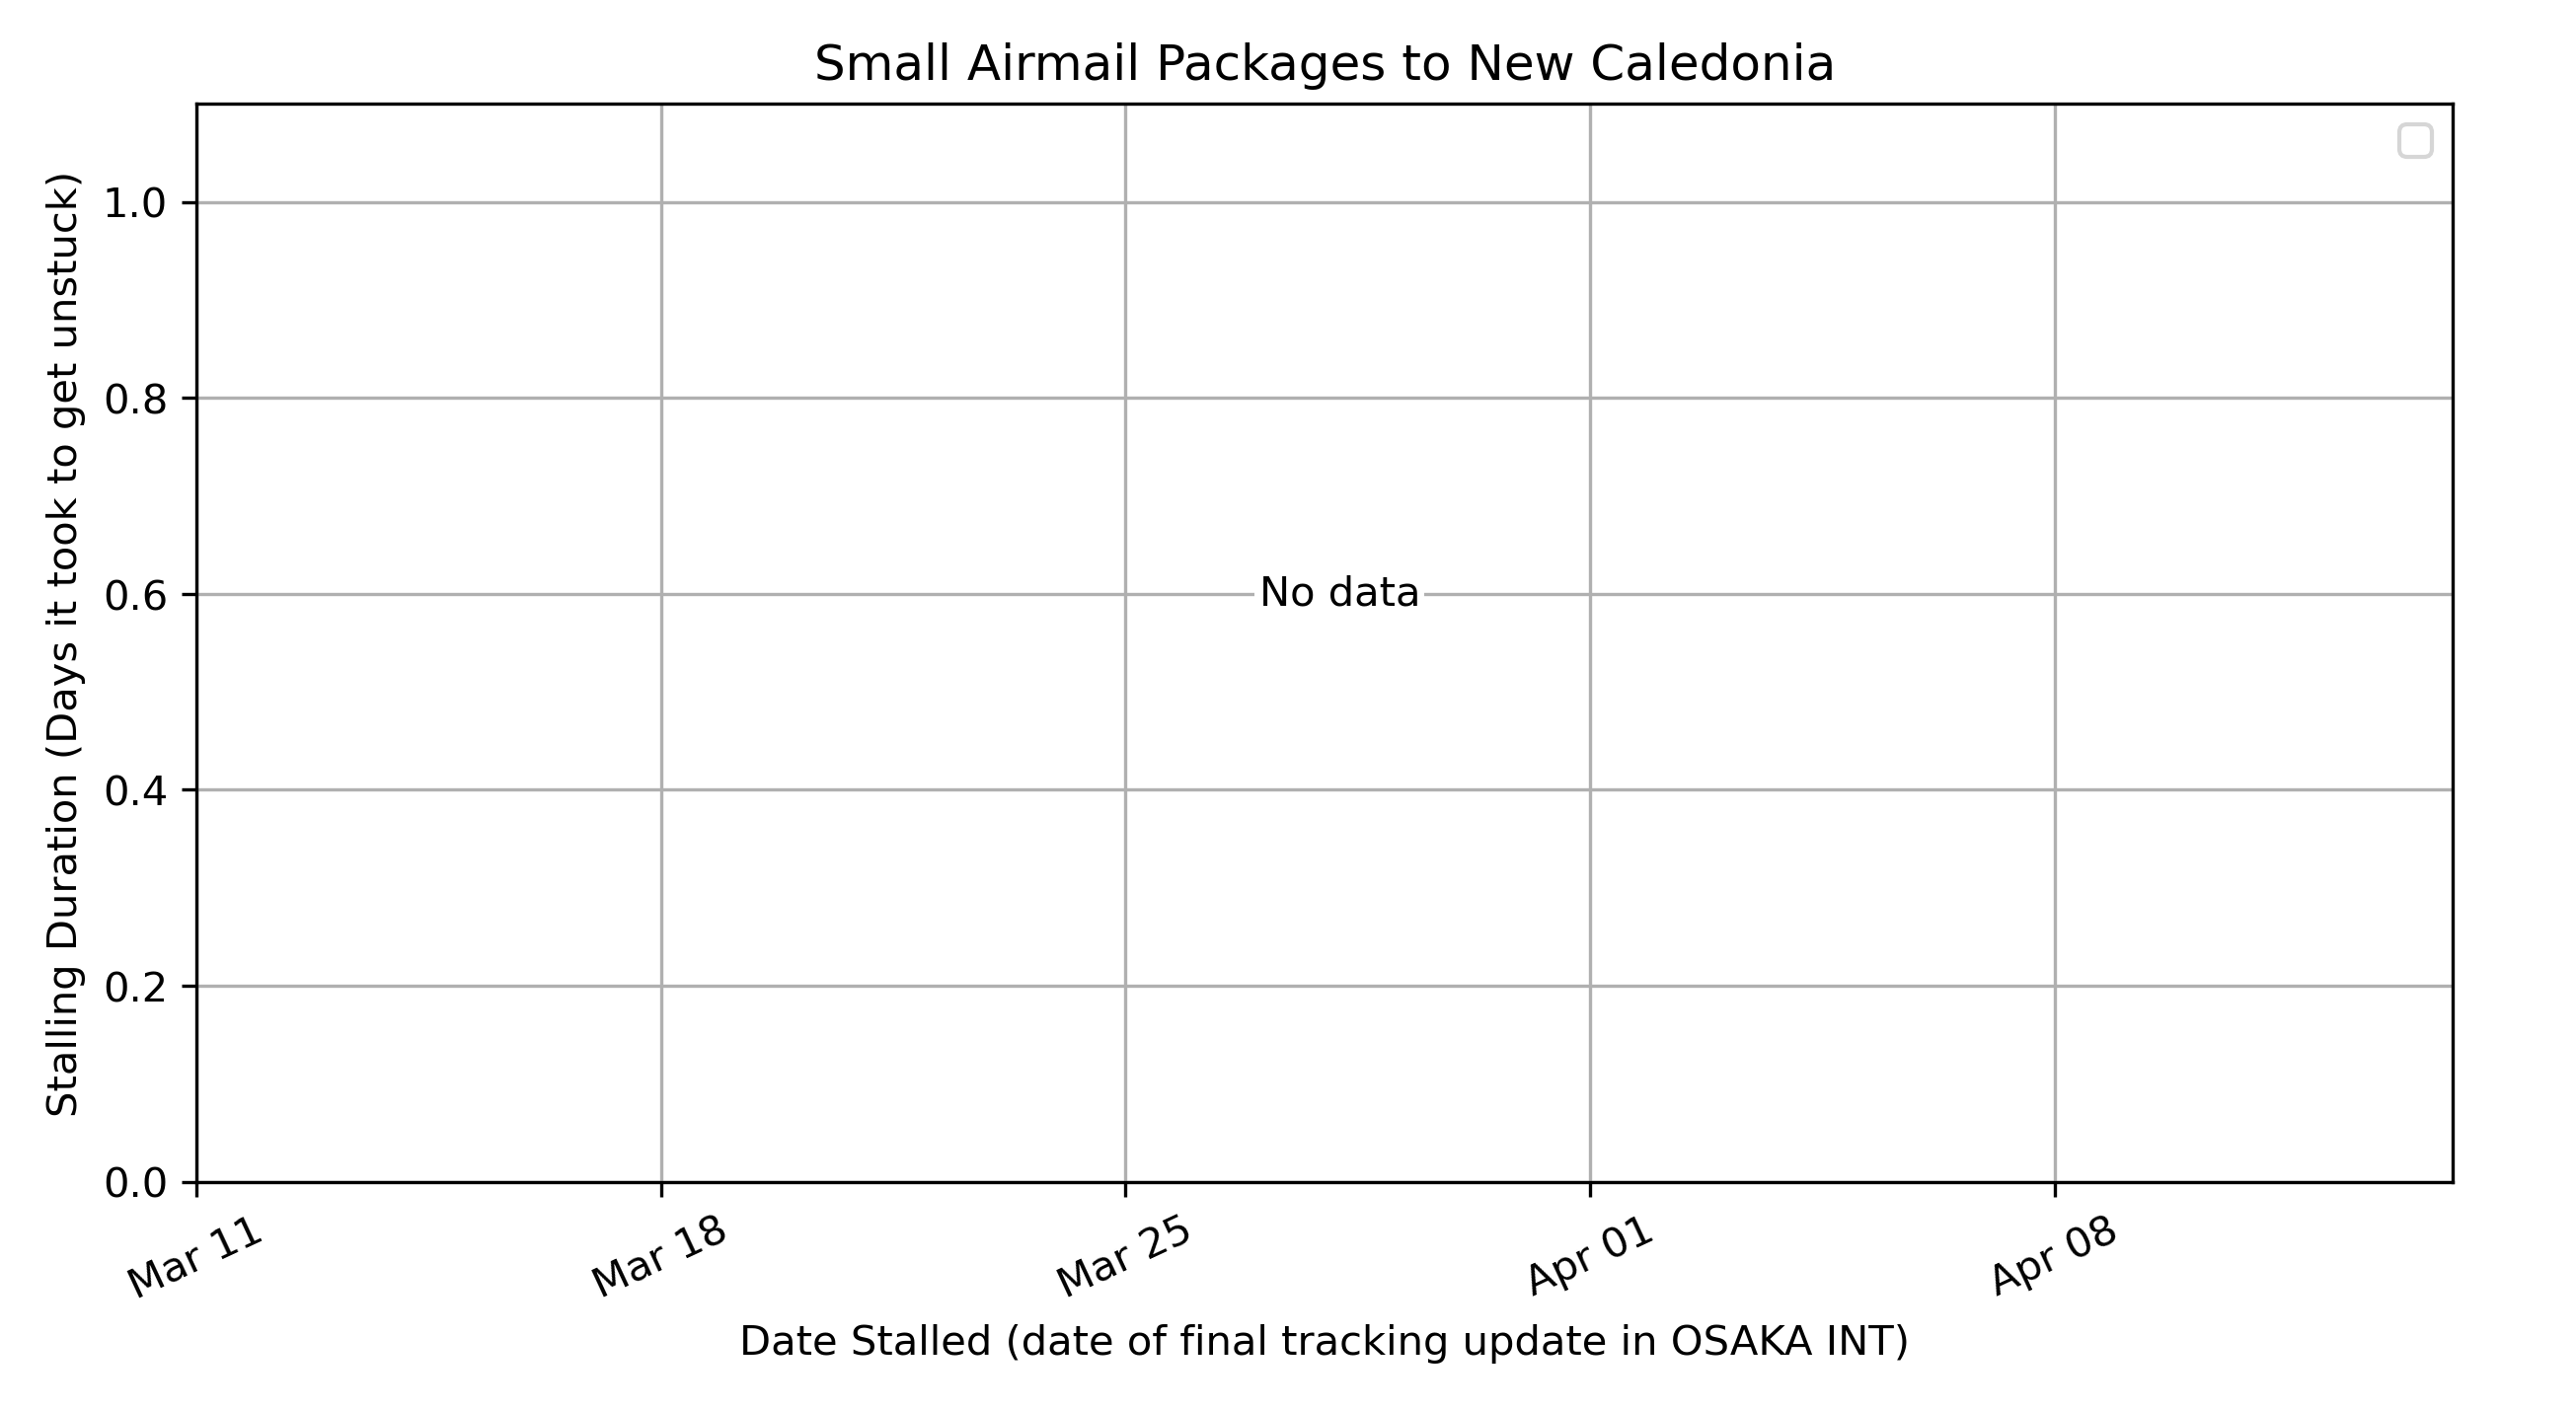 Small Airmail Packages to New Caledonia
Stalling Duration (Days it took to get unstuck)
1.0
0.8
0.6
0.4
0.2
0.0
No data
Mar 11
Mar 18
Mar 25
Apr 01
Apr 08
Date Stalled (date of final tracking update in OSAKA INT)